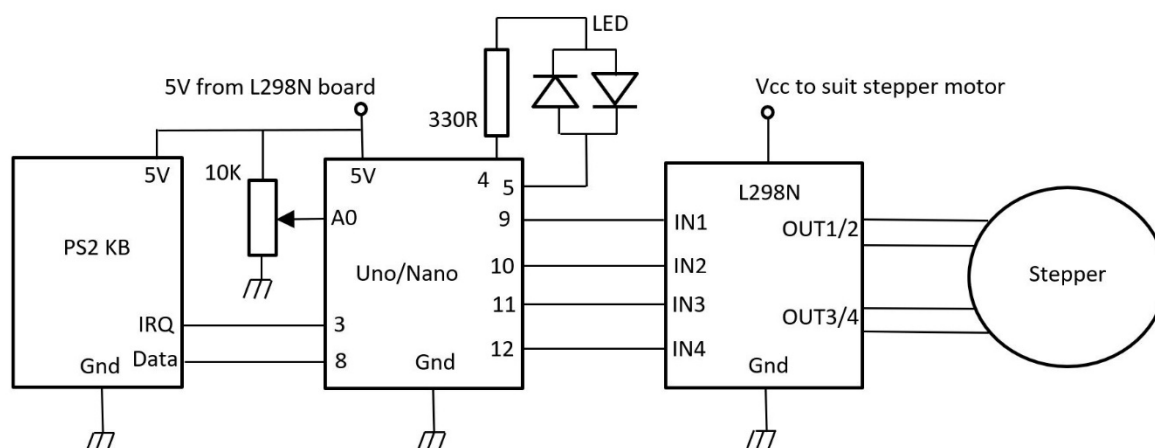 LED
5V from L298N board
Vcc to suit stepper motor
330R
5V
10K
5V
4
5
L298N
A0
9
IN1
OUT1/2
PS2 KB
Uno/Nano
10
IN2
Stepper
11
IN3
OUT3/4
IRQ
3
12
IN4
Data
8
Gnd
Gnd
Gnd